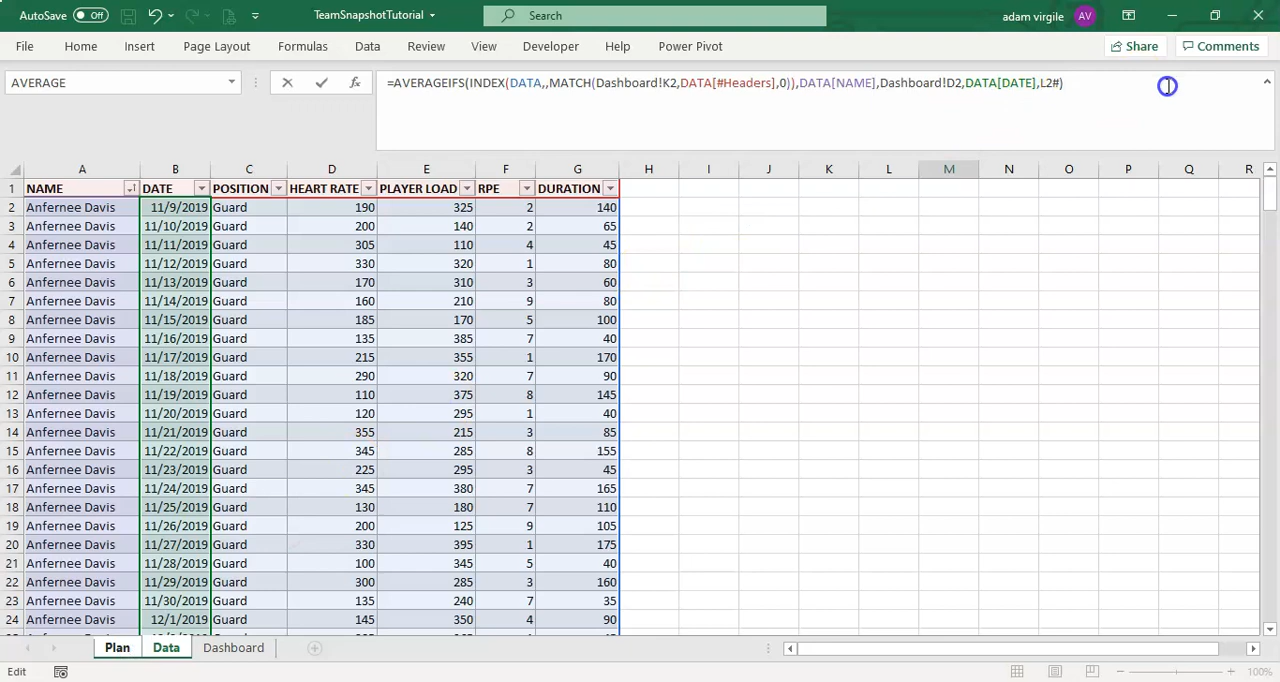 AutoSave Off TeamSnapshotTutorial Search adam virgile AV
File Home Insert Page Layout Formulas Data Review View Developer Help Power Pivot Share Comments
AVERAGE fx =AVERAGEIFS(INDEX(DATA,,MATCH(Dashboard!K2,DATA[#Headers],0)),DATA[NAME],Dashboard!D2,DATA[DATE],L2#)
A B C D E F G H I J K L M N O P Q R
1 NAME DATE POSITION HEART RATE PLAYER LOAD RPE DURATION
2 Anfernee Davis 11/9/2019 Guard 190 325 2 140
3 Anfernee Davis 11/10/2019 Guard 200 140 2 65
4 Anfernee Davis 11/11/2019 Guard 305 110 4 45
5 Anfernee Davis 11/12/2019 Guard 330 320 1 80
6 Anfernee Davis 11/13/2019 Guard 170 310 3 60
7 Anfernee Davis 11/14/2019 Guard 160 210 9 80
8 Anfernee Davis 11/15/2019 Guard 185 170 5 100
9 Anfernee Davis 11/16/2019 Guard 135 385 7 40
10 Anfernee Davis 11/17/2019 Guard 215 355 1 170
11 Anfernee Davis 11/18/2019 Guard 290 320 7 90
12 Anfernee Davis 11/19/2019 Guard 110 375 8 145
13 Anfernee Davis 11/20/2019 Guard 120 295 1 40
14 Anfernee Davis 11/21/2019 Guard 355 215 3 85
15 Anfernee Davis 11/22/2019 Guard 345 285 8 155
16 Anfernee Davis 11/23/2019 Guard 225 295 3 45
17 Anfernee Davis 11/24/2019 Guard 345 380 7 165
18 Anfernee Davis 11/25/2019 Guard 130 180 7 110
19 Anfernee Davis 11/26/2019 Guard 200 125 9 105
20 Anfernee Davis 11/27/2019 Guard 330 395 1 175
21 Anfernee Davis 11/28/2019 Guard 100 345 5 40
22 Anfernee Davis 11/29/2019 Guard 300 285 3 160
23 Anfernee Davis 11/30/2019 Guard 135 240 7 35
24 Anfernee Davis 12/1/2019 Guard 145 350 4 90
Plan Data Dashboard
Edit 100%